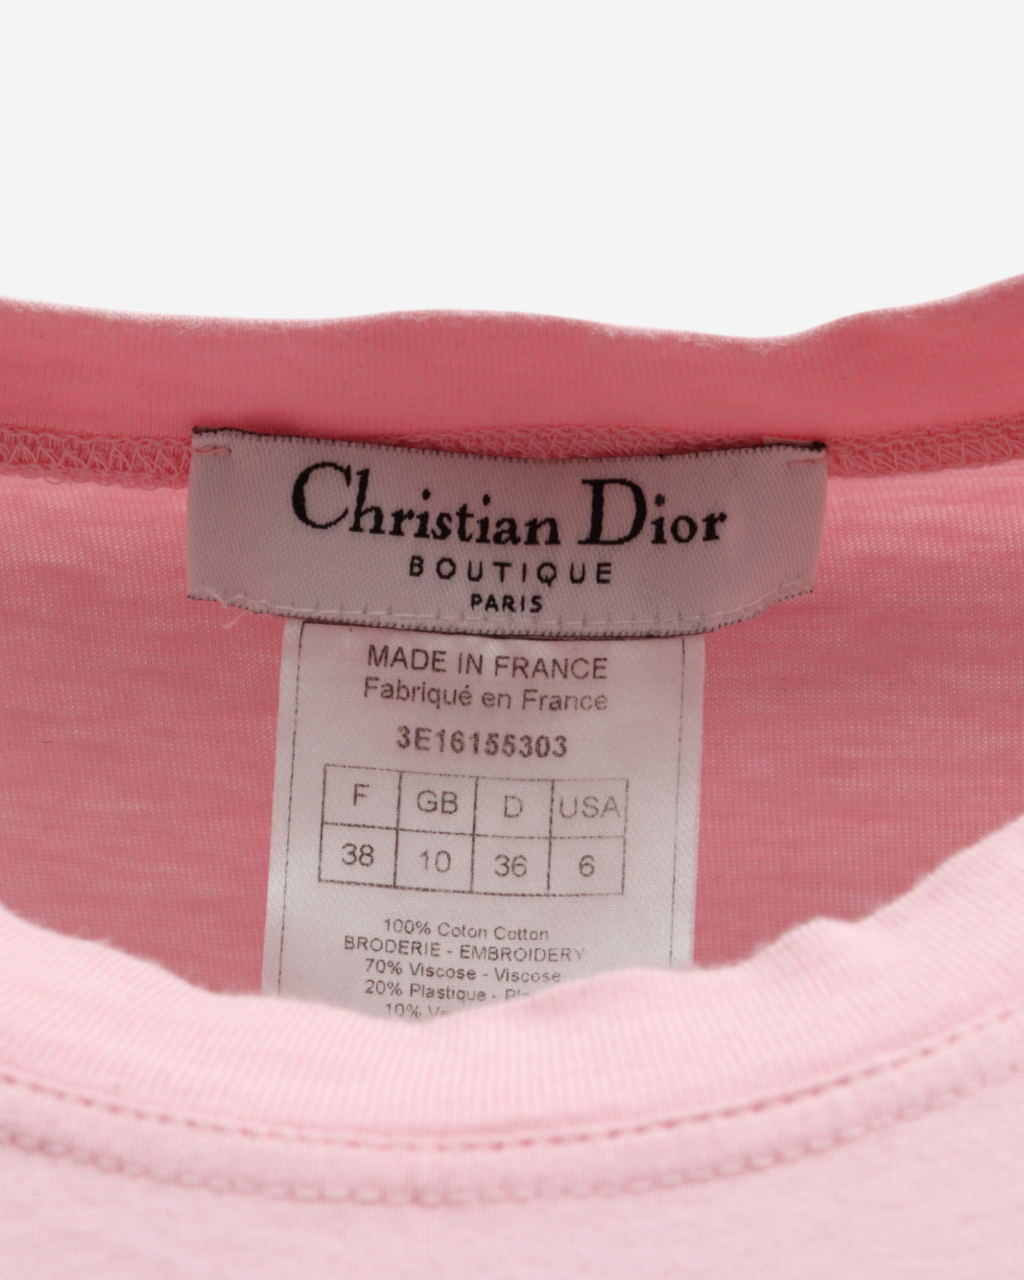 Christian Dior
BOUTIQUE
PARIS
MADE IN FRANCE
Fabriqué en France
3E16155303
F GB D USA
38 10 36 6
100% Coton Cotton
BRODERIE - EMBROIDERY
70% Viscose - Viscose
20% Plastique -
10%